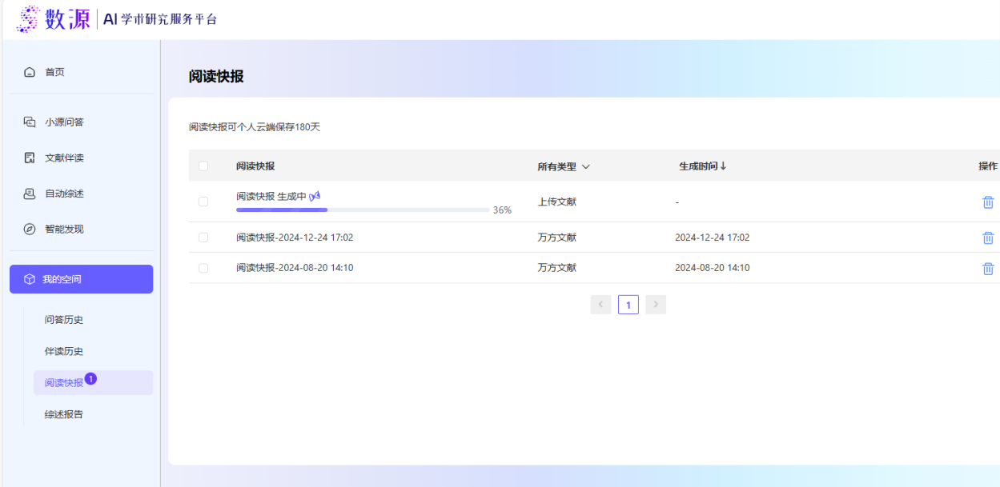 数源 AI 学术研究服务平台
首页
小源问答
文献伴读
自动综述
智能发现
我的空间
问答历史
伴读历史
阅读快报 1
综述报告
阅读快报
阅读快报可个人云端保存180天
阅读快报 所有类型 生成时间↓ 操作
阅读快报 生成中 上传文献 -
36%
阅读快报-2024-12-24 17:02 万方文献 2024-12-24 17:02
阅读快报-2024-08-20 14:10 万方文献 2024-08-20 14:10
< 1 >